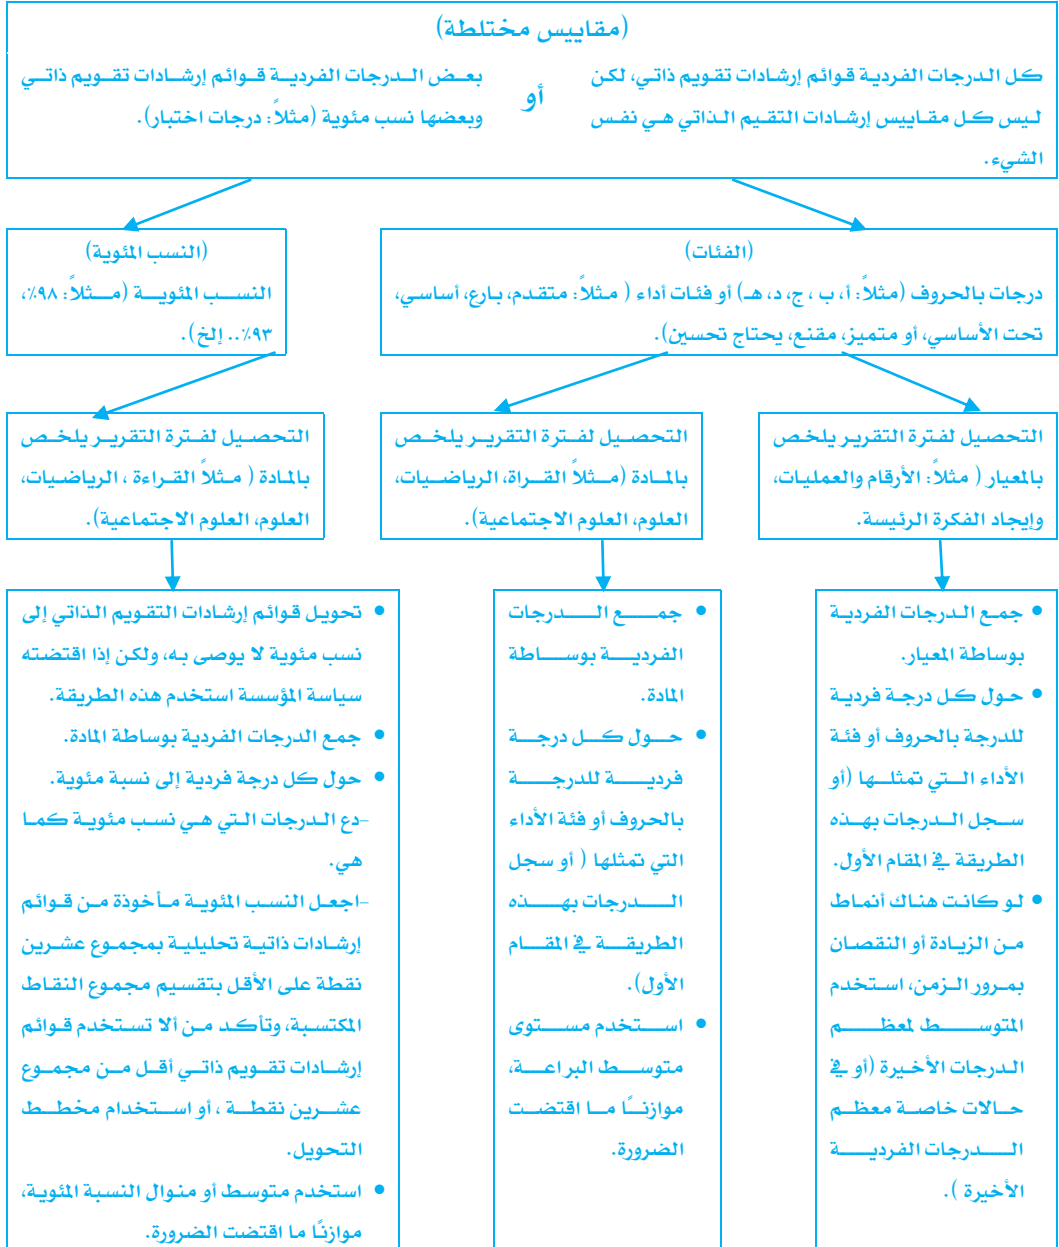 (مقاييس مختلطة)
كل الدرجات الفردية قوائم إرشادات تقويم ذاتي، لكن
ليس كل مقاييس إرشادات التقيم الذاتي هي نفس
الشيء.
أو
بعض الدرجات الفردية قوائم إرشادات تقويم ذاتي
وبعضها نسب مئوية (مثلاً: درجات اختبار).
(الفئات)
درجات بالحروف (مثلاً: أ، ب ، ج، د، هـ) أو فئات أداء ( مثلاً: متقدم، بارع، أساسي،
تحت الأساسي، أو متميز، مقنع، يحتاج تحسين).
(النسب المئوية)
النسب المئوية (مثلاً: ٩٨٪،
٩٣٪.. إلخ).
التحصيل لفترة التقرير يلخص
بالمعيار ( مثلاً: الأرقام والعمليات،
وإيجاد الفكرة الرئيسة.
التحصيل لفترة التقرير يلخص
بالمادة (مثلاً القراة، الرياضيات،
العلوم، العلوم الاجتماعية).
التحصيل لفترة التقرير يلخص
بالمادة ( مثلاً القراءة ، الرياضيات،
العلوم، العلوم الاجتماعية).
• جمع الدرجات الفردية
بوساطة المعيار.
• حول كل درجة فردية
للدرجة بالحروف أو فئة
الأداء التي تمثلها (أو
سجل الدرجات بهذه
الطريقة في المقام الأول.
• لو كانت هناك أنماط
من الزيادة أو النقصان
بمرور الزمن، استخدم
المتوسط لمعظم
الدرجات الأخيرة (أو في
حالات خاصة معظم
الدرجات الفردية
الأخيرة ).
• جمع الدرجات
الفردية بوساطة
المادة.
• حول كل درجة
فردية للدرجة
بالحروف أو فئة الأداء
التي تمثلها ( أو سجل
الدرجات بهذه
الطريقة في المقام
الأول).
• استخدم مستوى
متوسط البراعة،
موازنًا ما اقتضت
الضرورة.
• تحويل قوائم إرشادات التقويم الذاتي إلى
نسب مئوية لا يوصى به، ولكن إذا اقتضته
سياسة المؤسسة استخدم هذه الطريقة.
• جمع الدرجات الفردية بوساطة المادة.
• حول كل درجة فردية إلى نسبة مئوية.
-دع الدرجات التي هي نسب مئوية كما
هي.
-اجعل النسب المئوية مأخوذة من قوائم
إرشادات ذاتية تحليلية بمجموع عشرين
نقطة على الأقل بتقسيم مجموع النقاط
المكتسبة، وتأكد من ألا تستخدم قوائم
إرشادات تقويم ذاتي أقل من مجموع
عشرين نقطة ، أو استخدام مخطط
التحويل.
• استخدم متوسط أو منوال النسبة المئوية،
موازنًا ما اقتضت الضرورة.